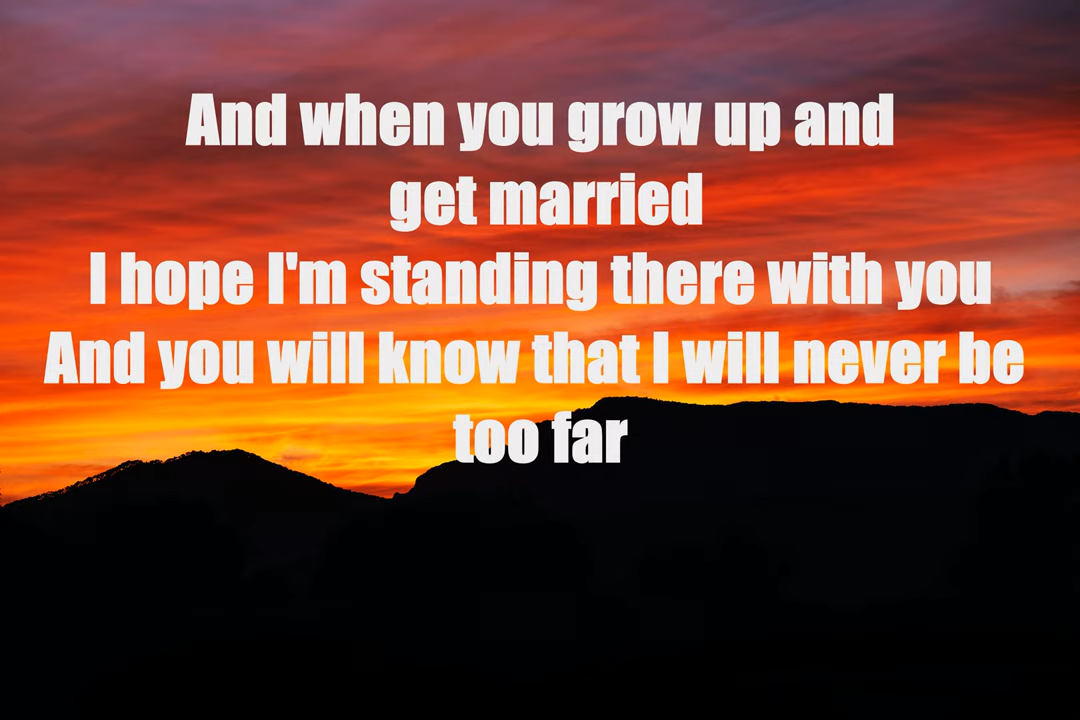 And when you grow up and
get married
I hope I'm standing there with you
And you will know that I will never be
too far